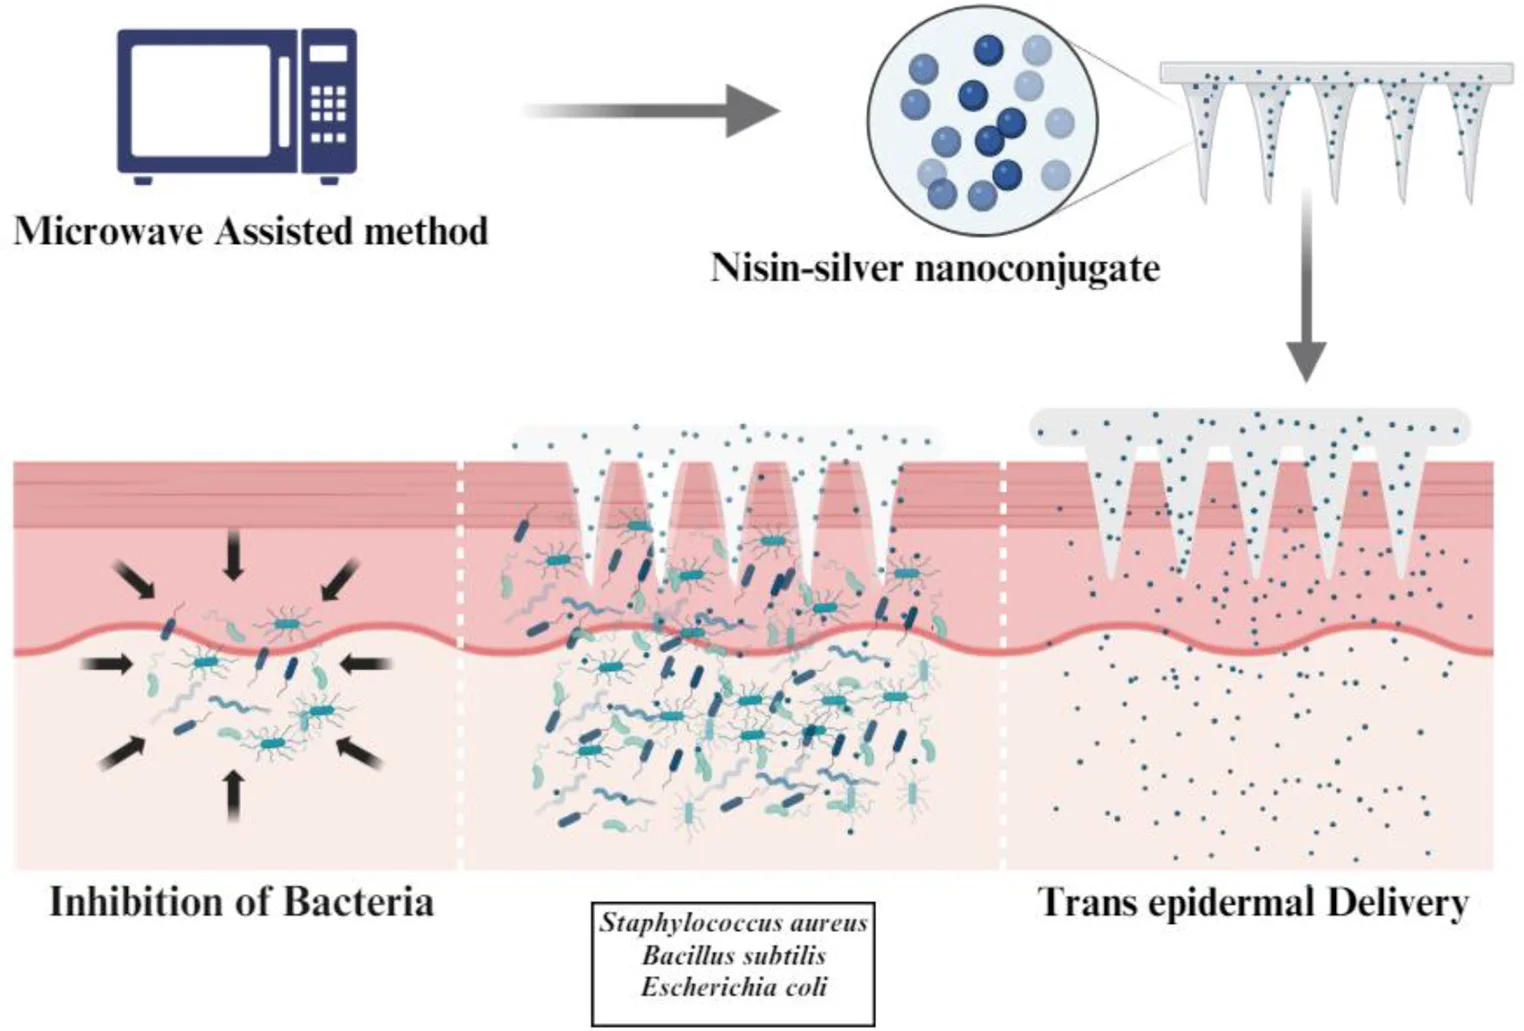 Microwave Assisted method
Nisin-silver nanoconjugate
Inhibition of Bacteria
Staphylococcus aureus
Bacillus subtilis
Escherichia coli
Trans epidermal Delivery